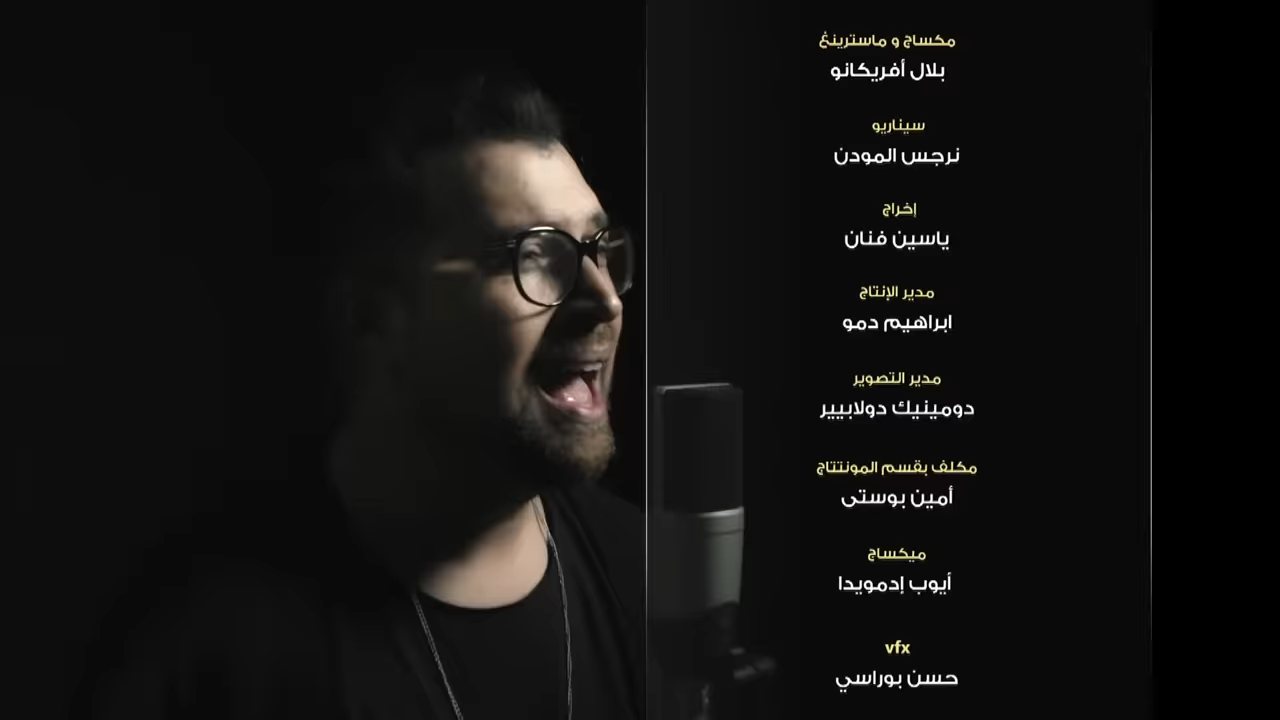 مكساج و ماسترينغ
بلال أفريكانو
سيناريو
نرجس المودن
إخراج
ياسين فنان
مدير الإنتاج
ابراهيم دمو
مدير التصوير
دومينيك دولابيير
مكلف بقسم المونتتاج
أمين بوستى
ميكساج
أيوب إدمويدا
vfx
حسن بوراسي